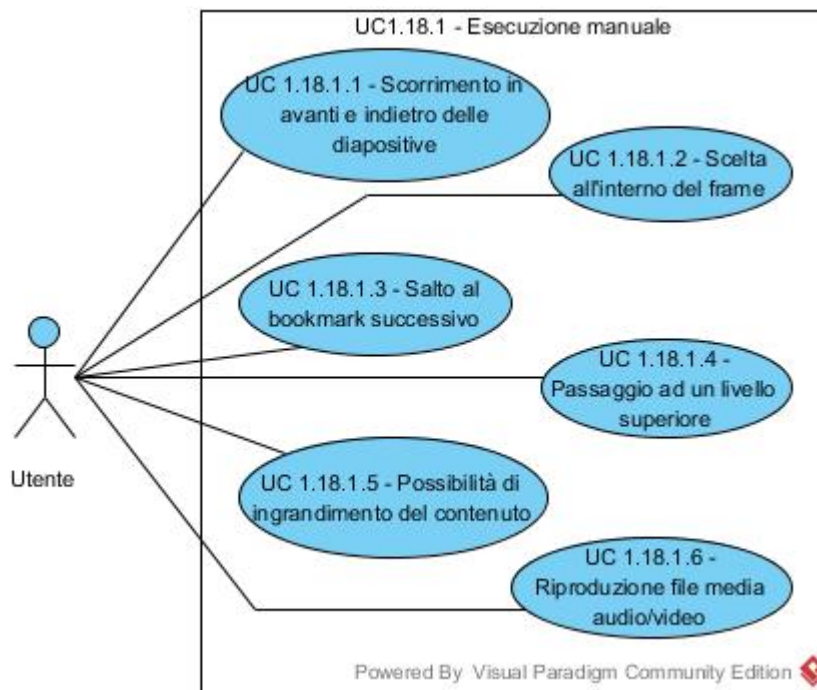 UC1.18.1 - Esecuzione manuale
UC 1.18.1.1 - Scorrimento in
avanti e indietro delle
diapositive
UC 1.18.1.2 - Scelta
all'interno del frame
UC 1.18.1.3 - Salto al
bookmark successivo
UC 1.18.1.4 -
Passaggio ad un livello
superiore
Utente
UC 1.18.1.5 - Possibilità di
ingrandimento del contenuto
UC 1.18.1.6 -
Riproduzione file media
audio/video
Powered By Visual Paradigm Community Edition